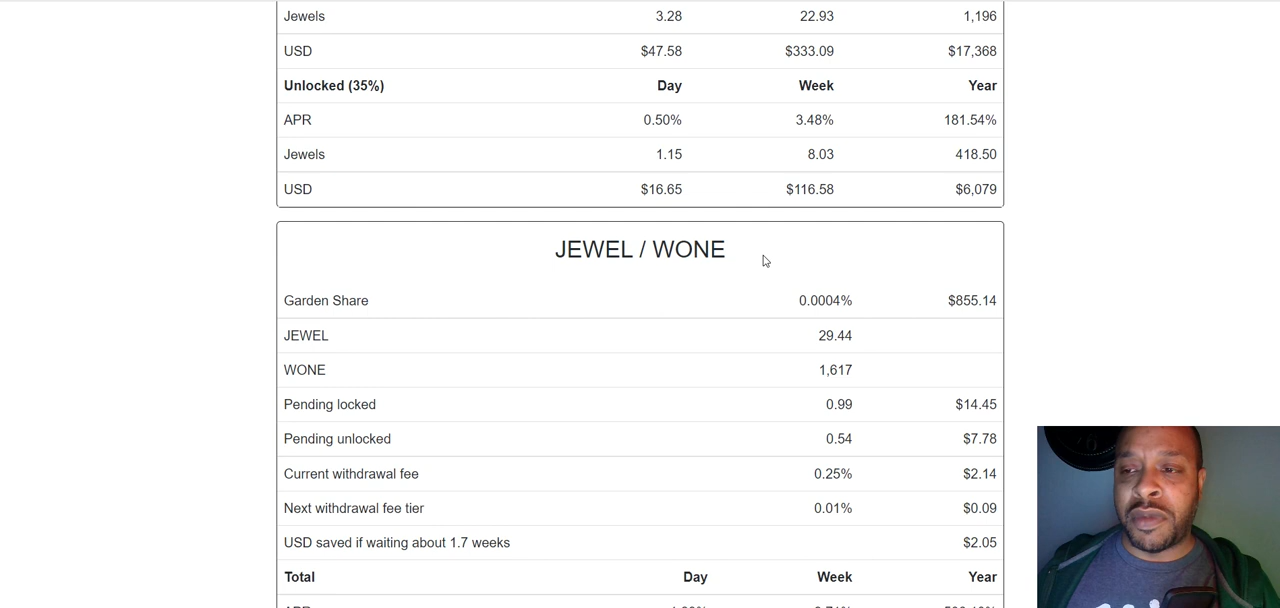 Jewels 3.28 22.93 1,196
USD $47.58 $333.09 $17,368
Unlocked (35%) Day Week Year
APR 0.50% 3.48% 181.54%
Jewels 1.15 8.03 418.50
USD $16.65 $116.58 $6,079
JEWEL / WONE
Garden Share 0.0004% $855.14
JEWEL 29.44
WONE 1,617
Pending locked 0.99 $14.45
Pending unlocked 0.54 $7.78
Current withdrawal fee 0.25% $2.14
Next withdrawal fee tier 0.01% $0.09
USD saved if waiting about 1.7 weeks $2.05
Total Day Week Year